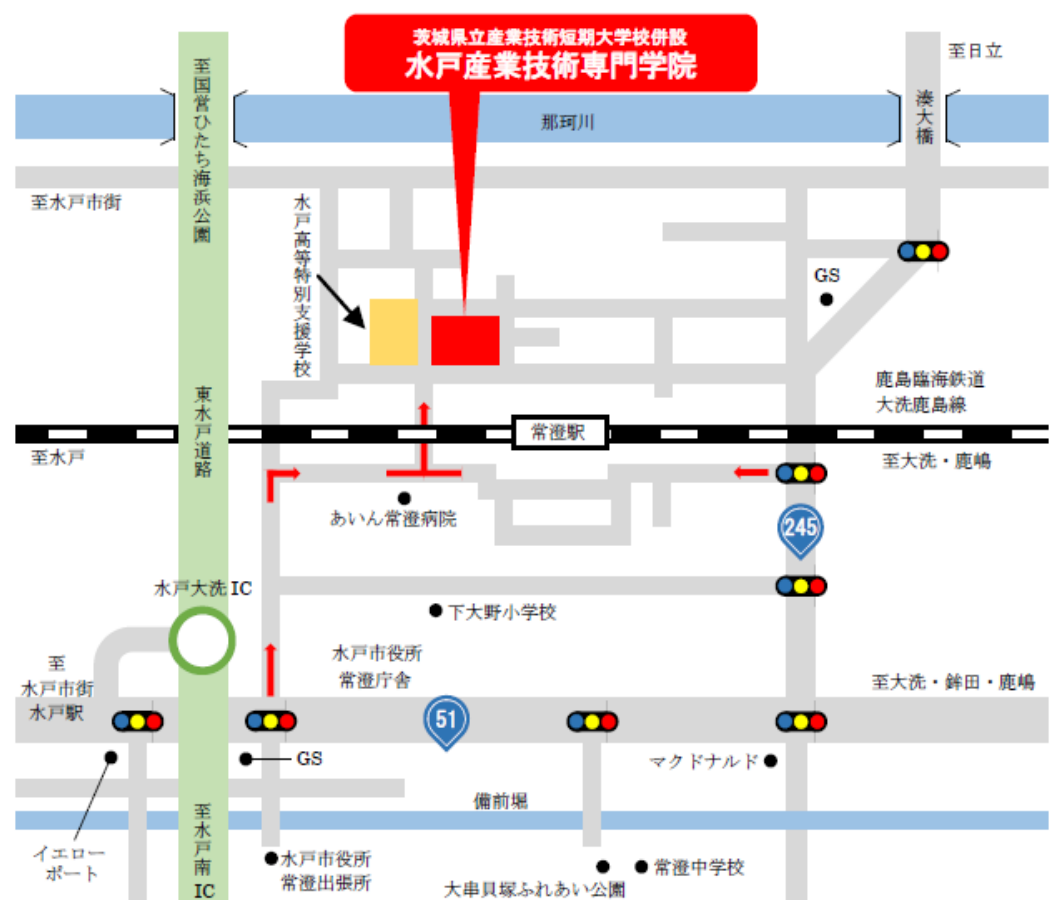 茨城県立産業技術短期大学校併設
水戸産業技術専門学院
至日立
至国営ひたち海浜公園
那珂川
湊大橋
至水戸市街
水戸高等特別支援学校
GS
東水戸道路
鹿島臨海鉄道
大洗鹿島線
常澄駅
至水戸
至大洗・鹿嶋
あいん常澄病院
245
水戸大洗IC
下大野小学校
水戸市役所
常澄庁舎
至
水戸市街
水戸駅
至大洗・鉾田・鹿嶋
51
GS
マクドナルド
備前堀
至水戸南IC
イエロー
ポート
水戸市役所
常澄出張所
常澄中学校
大串貝塚ふれあい公園